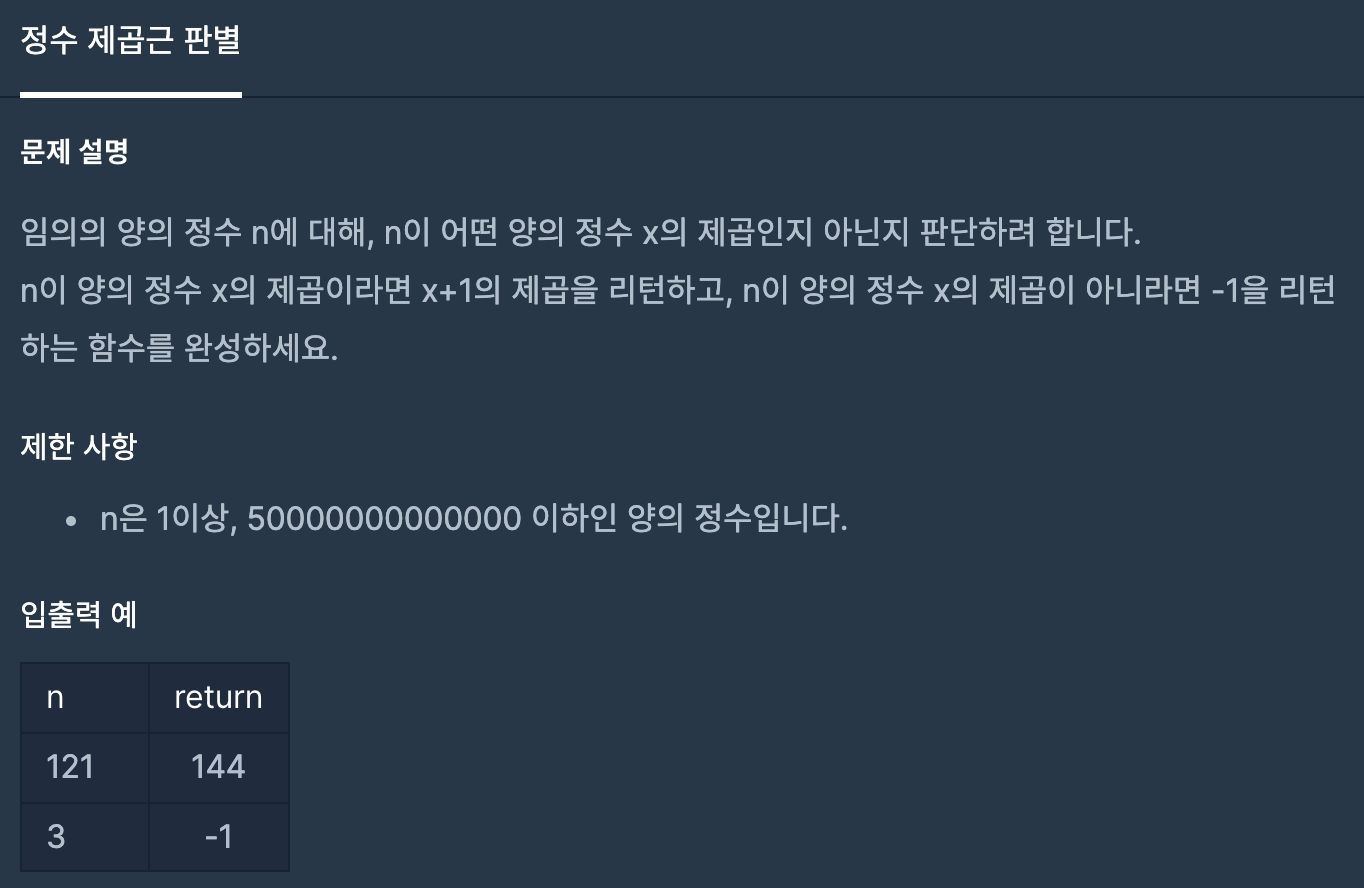 정수 제곱근 판별
문제 설명
임의의 양의 정수 n에 대해, n이 어떤 양의 정수 x의 제곱인지 아닌지 판단하려 합니다.
n이 양의 정수 x의 제곱이라면 x+1의 제곱을 리턴하고, n이 양의 정수 x의 제곱이 아니라면 -1을 리턴
하는 함수를 완성하세요.
제한 사항
• n은 1이상, 50000000000000 이하인 양의 정수입니다.
입출력 예
n return
121 144
3 -1